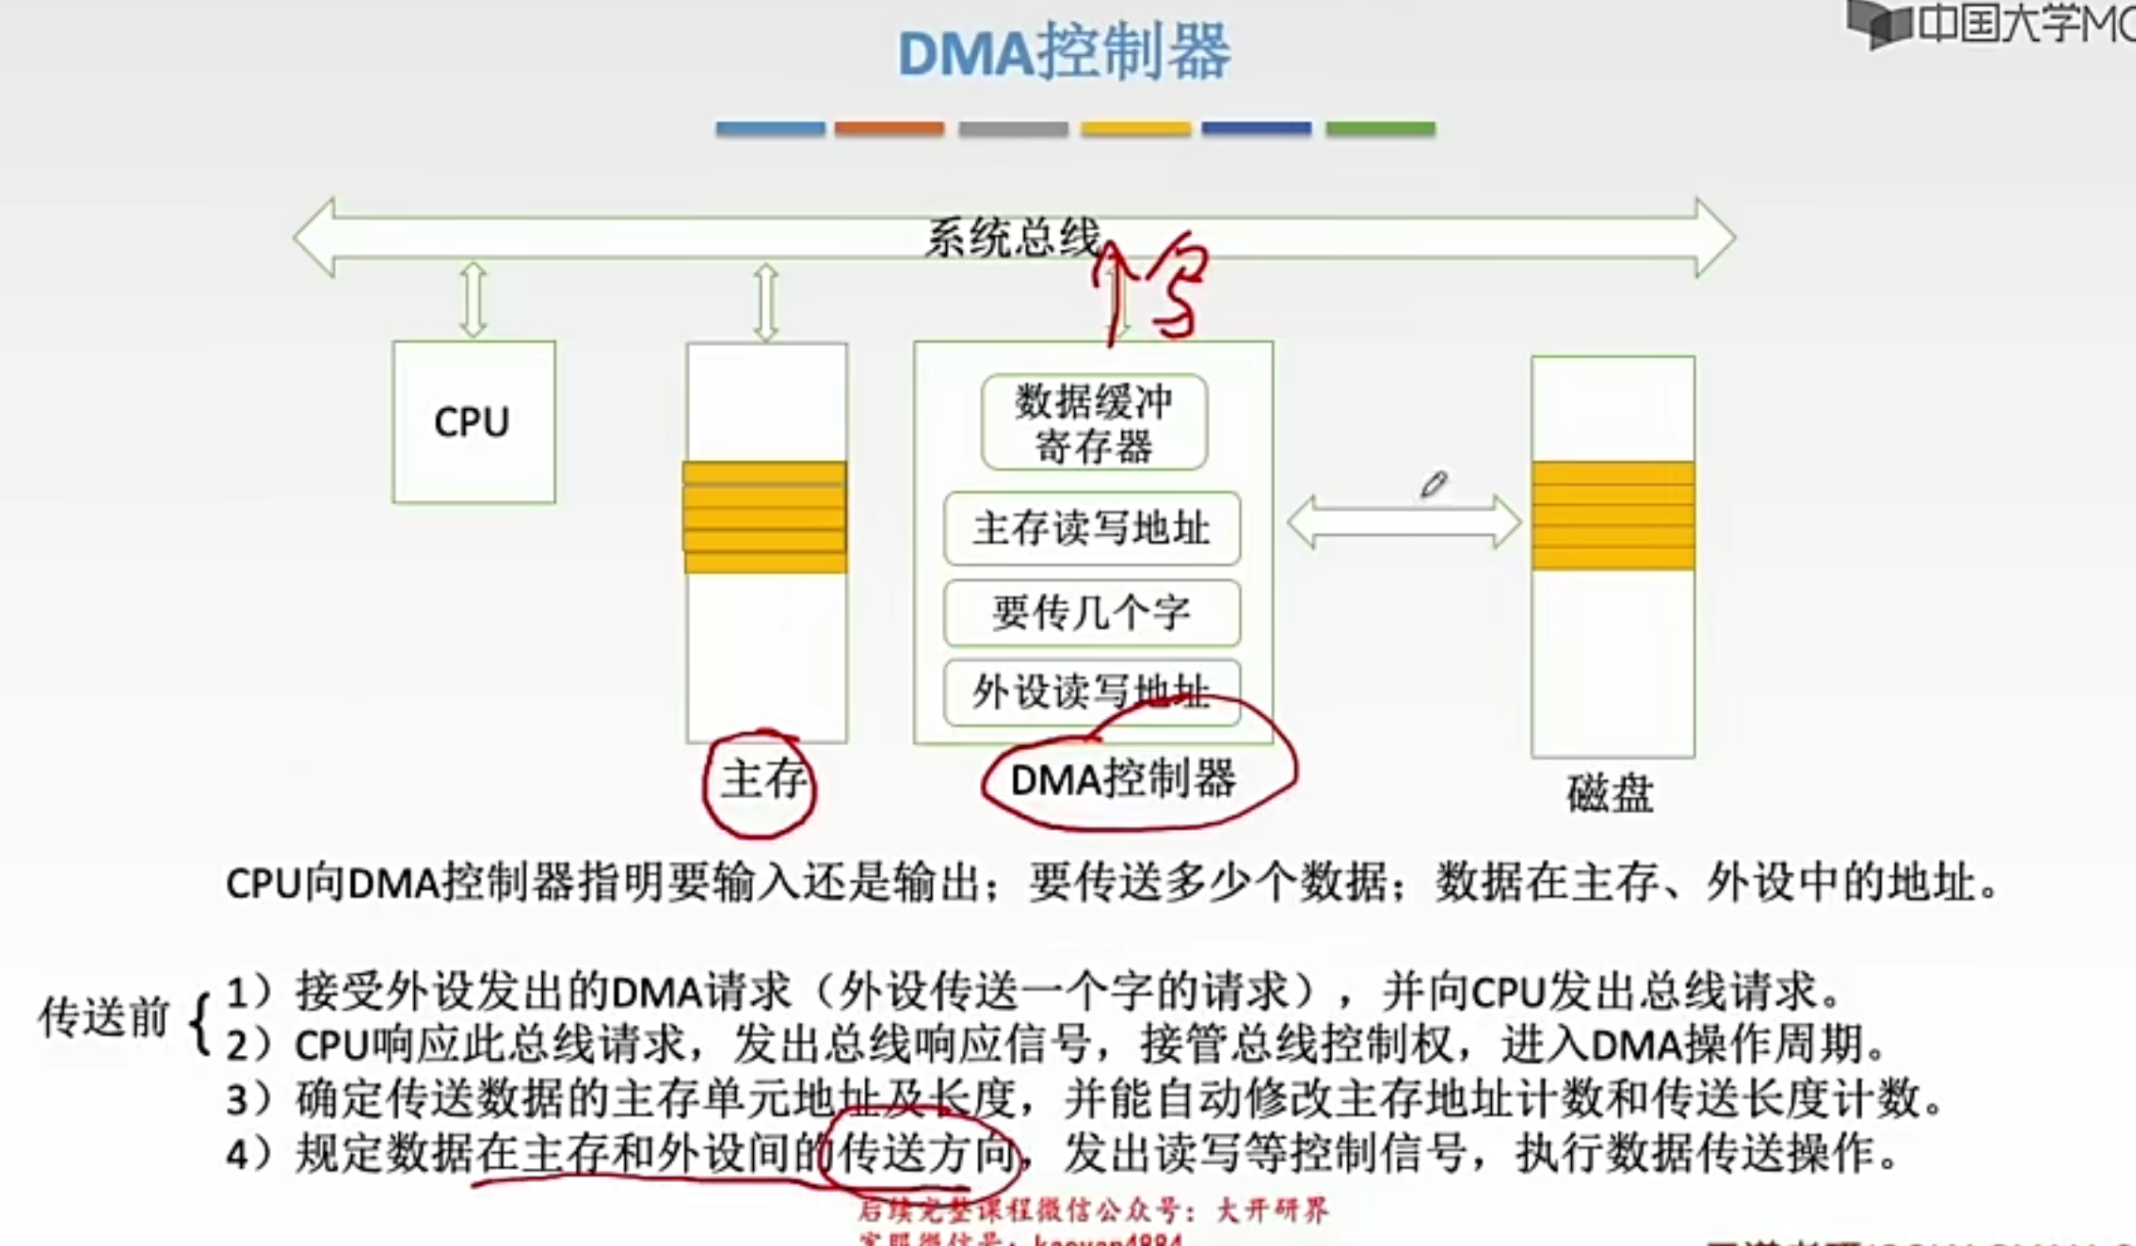 DMA控制器
中国大学MO
系统总线
写
CPU
数据缓冲
寄存器
主存读写地址
要传几个字
外设读写地址
主存
DMA控制器
磁盘
CPU向DMA控制器指明要输入还是输出；要传送多少个数据；数据在主存、外设中的地址。
传送前
1）接受外设发出的DMA请求（外设传送一个字的请求），并向CPU发出总线请求。
2）CPU响应此总线请求，发出总线响应信号，接管总线控制权，进入DMA操作周期。
3）确定传送数据的主存单元地址及长度，并能自动修改主存地址计数和传送长度计数。
4）规定数据在主存和外设间的传送方向，发出读写等控制信号，执行数据传送操作。
后续完整课程微信公众号：大开研界
客服微信号：kaoyan4884